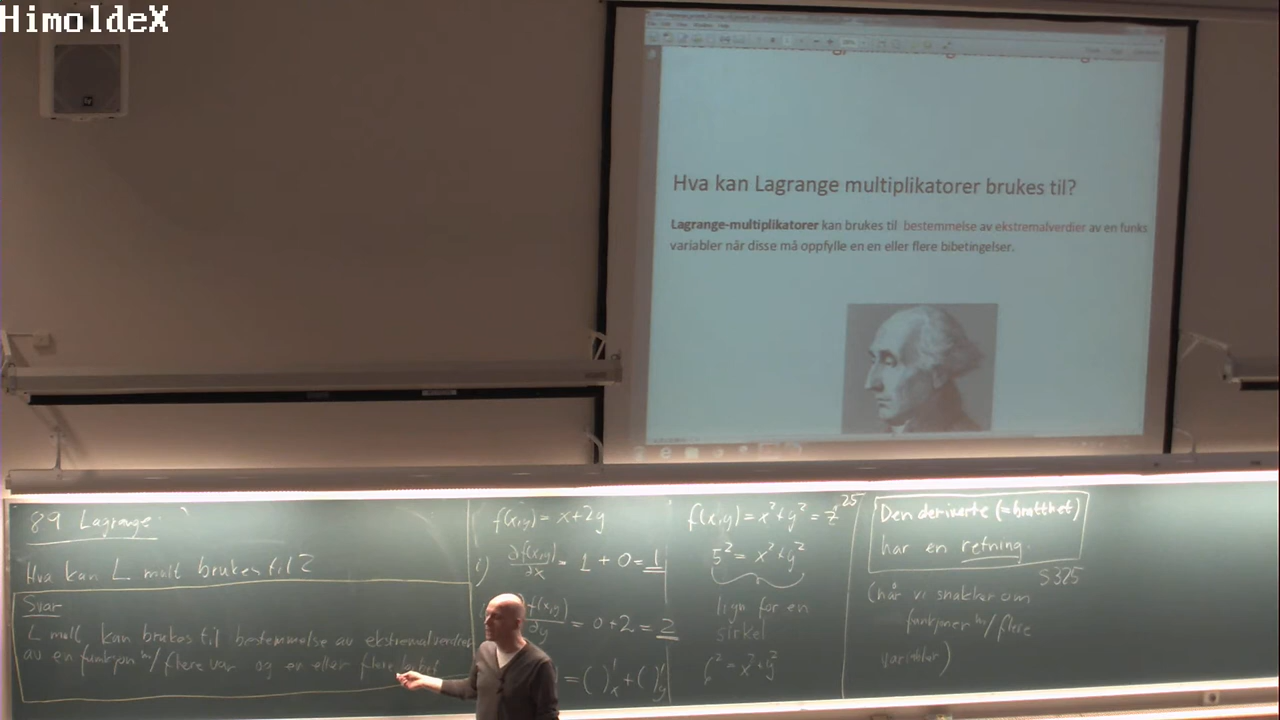 HimoldeX
Hva kan Lagrange multiplikatorer brukes til?
Lagrange-multiplikatorer kan brukes til bestemmelse av ekstremalverdier av en funks
variabler når disse må oppfylle en en eller flere bibetingelser.
89 Lagrange.
Hva kan L mult brukes til?
Svar
L mult. kan brukes til bestemmelse av ekstremalverdier
av en funksjon m/ flere var og en eller flere
f(x,y) = x+2y
1) ∂f(x,y)/∂x = 1 + 0 = 1
∂f(x,y)/∂y = 0+2 = 2
= ( )'x + ( )'y
f(x,y) = x²+y² = z 25
5² = x²+y²
lign for en
sirkel
x²+y²
Den deriverte (= bratthet)
har en retning.
S 325
(når vi snakker om
funksjoner m/ flere
variabler)